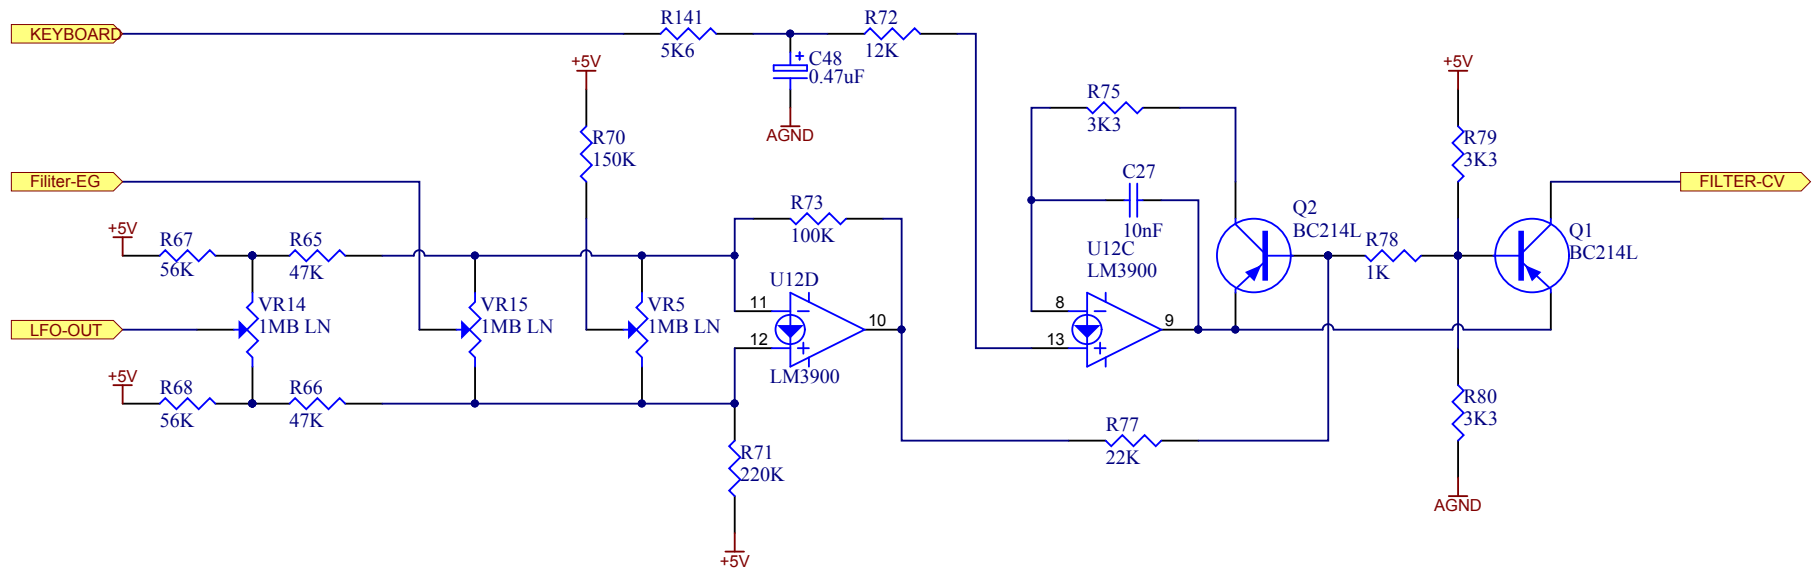 KEYBOARD
R141
5K6
R72
12K
C48
0.47uF
AGND
+5V
R70
150K
R75
3K3
+5V
R79
3K3
Filiter-EG
C27
10nF
FILTER-CV
+5V
R67
56K
R65
47K
R73
100K
Q2
BC214L
R78
1K
Q1
BC214L
U12C
LM3900
U12D
VR14
1MB LN
VR15
1MB LN
VR5
1MB LN
11
12
10
8
13
9
LFO-OUT
LM3900
+5V
R68
56K
R66
47K
R71
220K
+5V
R77
22K
R80
3K3
AGND